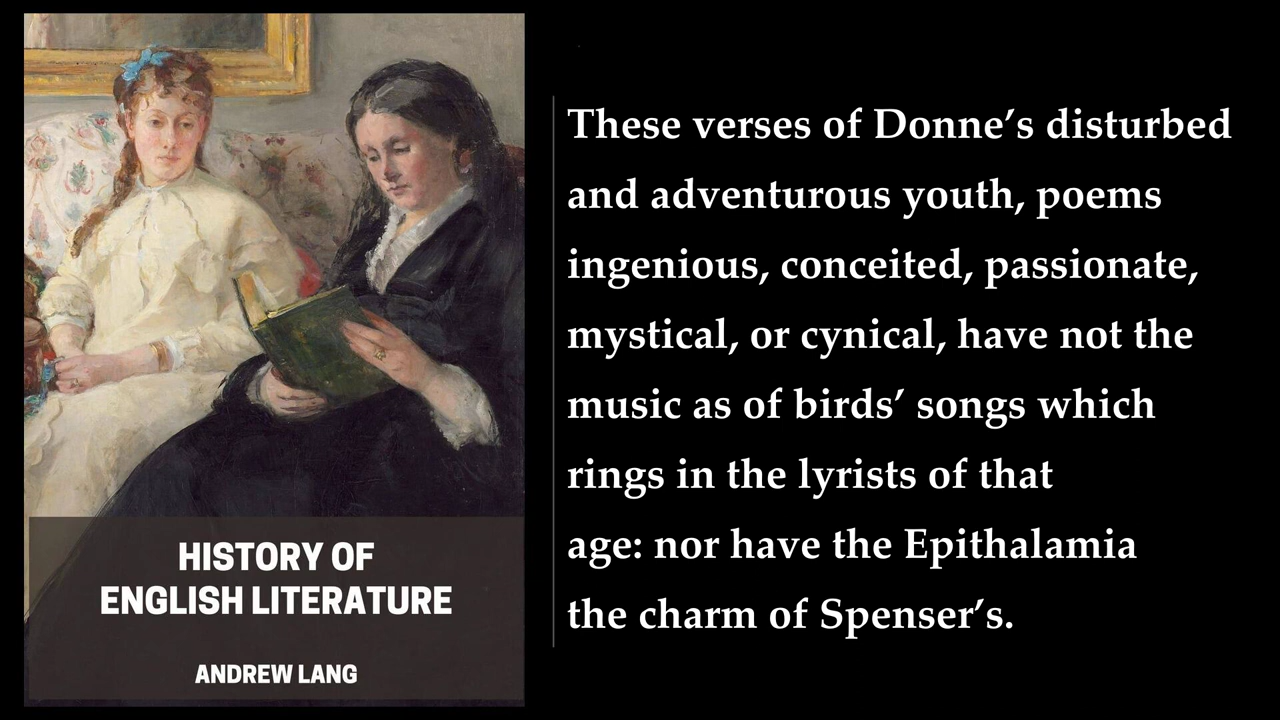 HISTORY OF
ENGLISH LITERATURE
ANDREW LANG
These verses of Donne’s disturbed
and adventurous youth, poems
ingenious, conceited, passionate,
mystical, or cynical, have not the
music as of birds’ songs which
rings in the lyrists of that
age: nor have the Epithalamia
the charm of Spenser’s.